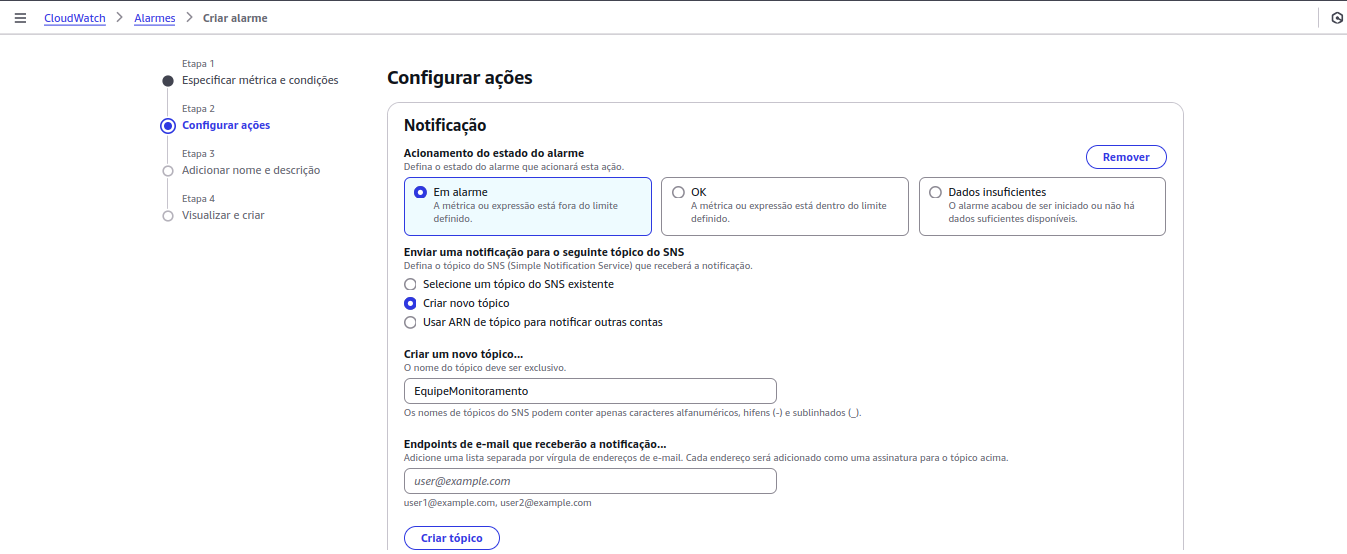 CloudWatch > Alarmes > Criar alarme
Etapa 1
Especificar métrica e condições
Etapa 2
Configurar ações
Etapa 3
Adicionar nome e descrição
Etapa 4
Visualizar e criar
Configurar ações
Notificação
Acionamento do estado do alarme
Defina o estado do alarme que acionará esta ação.
Remover
Em alarme
A métrica ou expressão está fora do limite
definido.
OK
A métrica ou expressão está dentro do limite
definido.
Dados insuficientes
O alarme acabou de ser iniciado ou não há
dados suficientes disponíveis.
Enviar uma notificação para o seguinte tópico do SNS
Defina o tópico do SNS (Simple Notification Service) que receberá a notificação.
Selecione um tópico do SNS existente
Criar novo tópico
Usar ARN de tópico para notificar outras contas
Criar um novo tópico...
O nome do tópico deve ser exclusivo.
EquipeMonitoramento
Os nomes de tópicos do SNS podem conter apenas caracteres alfanuméricos, hifens (-) e sublinhados (_).
Endpoints de e-mail que receberão a notificação...
Adicione uma lista separada por vírgula de endereços de e-mail. Cada endereço será adicionado como uma assinatura para o tópico acima.
user@example.com
user1@example.com, user2@example.com
Criar tópico